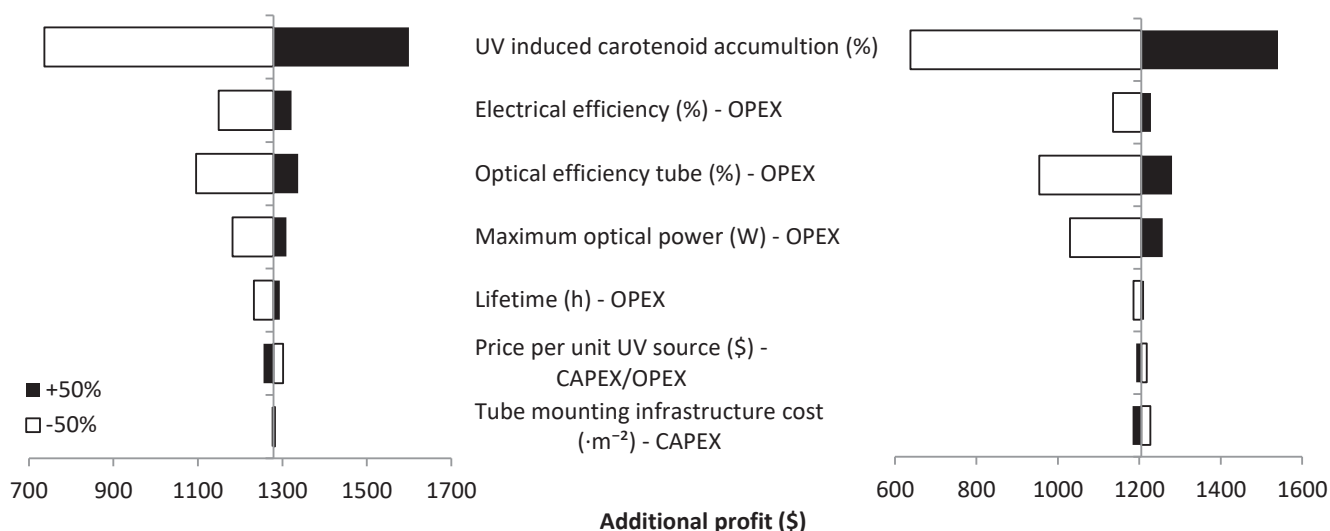 UV induced carotenoid accumultion (%)
Electrical efficiency (%) - OPEX
Optical efficiency tube (%) - OPEX
Maximum optical power (W) - OPEX
Lifetime (h) - OPEX
Price per unit UV source ($) -
CAPEX/OPEX
Tube mounting infrastructure cost
(·m⁻²) - CAPEX
+50%
-50%
700 900 1100 1300 1500 1700
600 800 1000 1200 1400 1600
Additional profit ($)